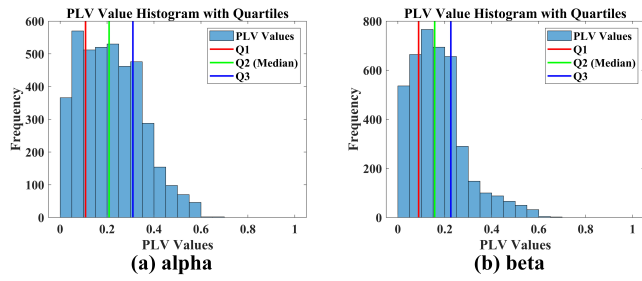 PLV Value Histogram with Quartiles
600
500
400
300
200
100
0
Frequency
0 0.2 0.4 0.6 0.8 1
PLV Values
PLV Values
Q1
Q2 (Median)
Q3
(a) alpha
PLV Value Histogram with Quartiles
800
600
400
200
0
Frequency
0 0.2 0.4 0.6 0.8 1
PLV Values
PLV Values
Q1
Q2 (Median)
Q3
(b) beta